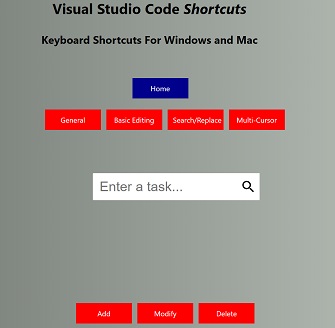 Visual Studio Code Shortcuts
Keyboard Shortcuts For Windows and Mac
Home
General Basic Editing Search/Replace Multi-Cursor
Enter a task...
Add Modify Delete